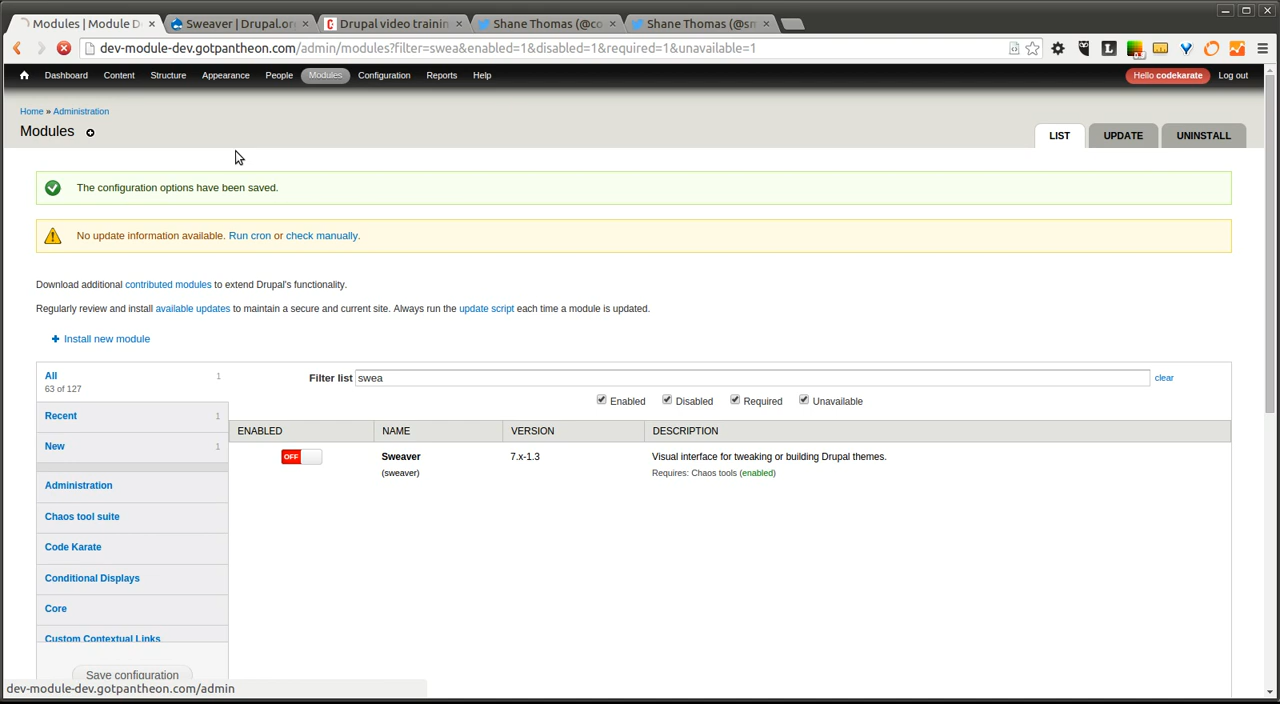 Modules | Module D
Sweaver | Drupal.or
Drupal video trainin
Shane Thomas (@co
Shane Thomas (@sm
dev-module-dev.gotpantheon.com/admin/modules?filter=swea&enabled=1&disabled=1&required=1&unavailable=1
Dashboard Content Structure Appearance People Modules Configuration Reports Help Hello codekarate Log out
Home » Administration
Modules
LIST UPDATE UNINSTALL
The configuration options have been saved.
No update information available. Run cron or check manually.
Download additional contributed modules to extend Drupal's functionality.
Regularly review and install available updates to maintain a secure and current site. Always run the update script each time a module is updated.
Install new module
All 1
63 of 127
Recent 1
New 1
Administration
Chaos tool suite
Code Karate
Conditional Displays
Core
Custom Contextual Links
Save configuration
Filter list swea clear
Enabled Disabled Required Unavailable
ENABLED NAME VERSION DESCRIPTION
OFF Sweaver 7.x-1.3 Visual interface for tweaking or building Drupal themes.
(sweaver) Requires: Chaos tools (enabled)
dev-module-dev.gotpantheon.com/admin